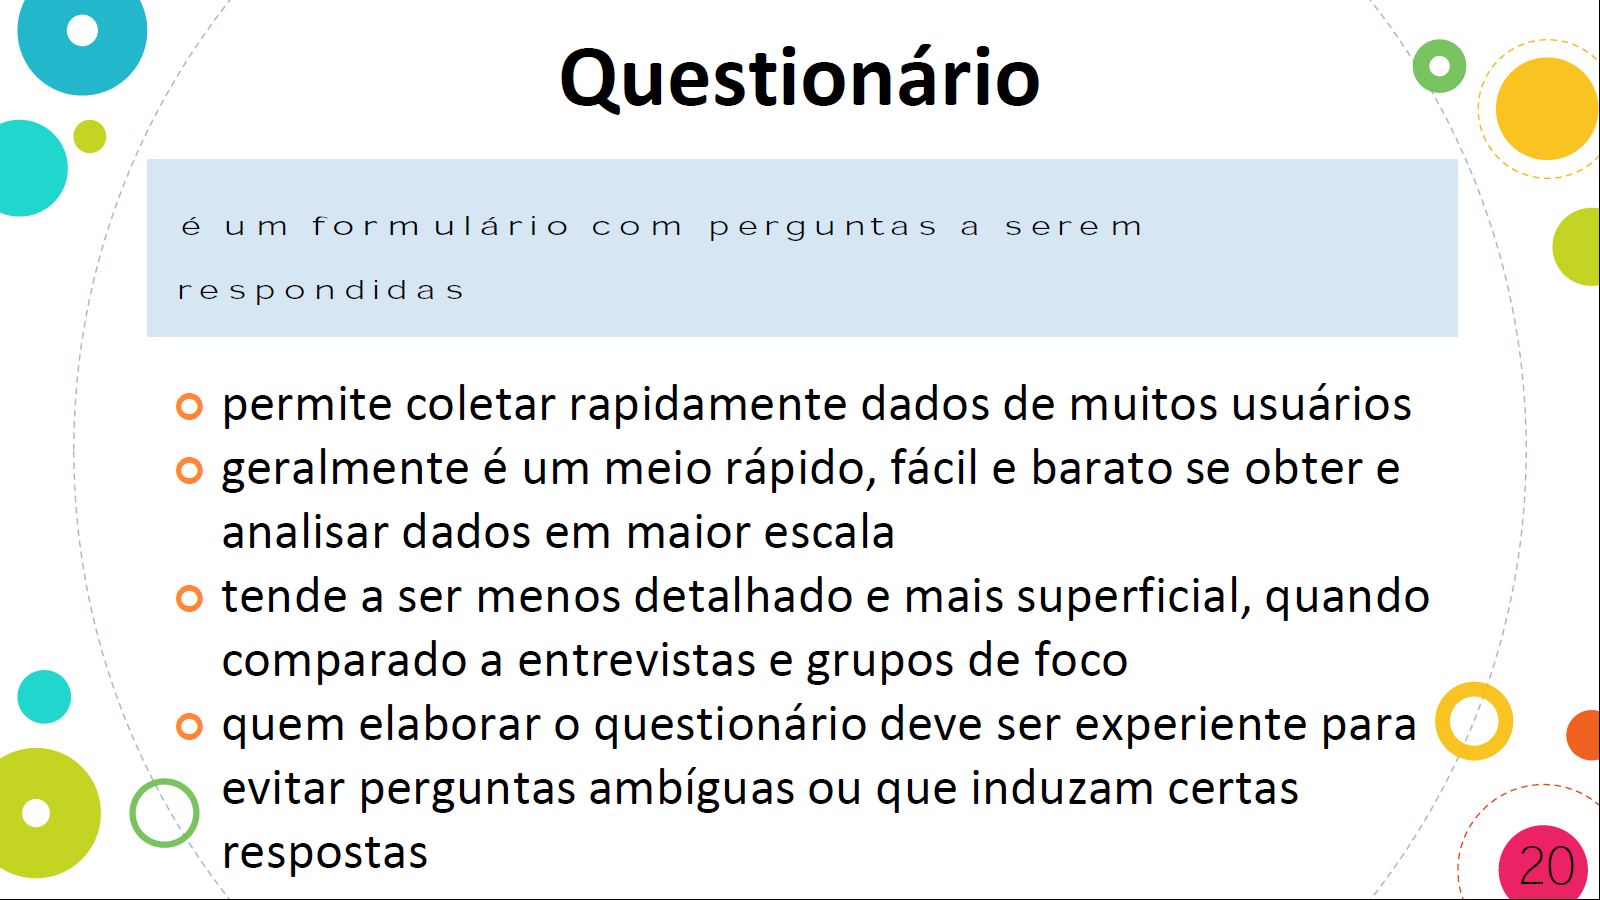 Questionário
é um formulário com perguntas a serem
respondidas
permite coletar rapidamente dados de muitos usuários
geralmente é um meio rápido, fácil e barato se obter e
analisar dados em maior escala
tende a ser menos detalhado e mais superficial, quando
comparado a entrevistas e grupos de foco
quem elaborar o questionário deve ser experiente para
evitar perguntas ambíguas ou que induzam certas
respostas
20